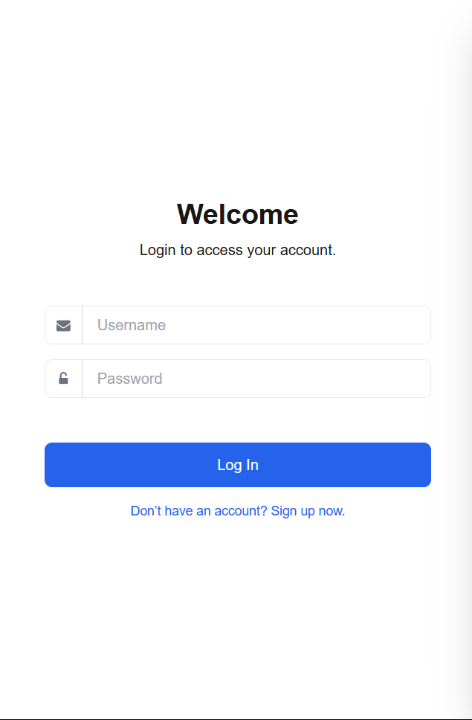 Welcome
Login to access your account.
Username
Password
Log In
Don't have an account? Sign up now.